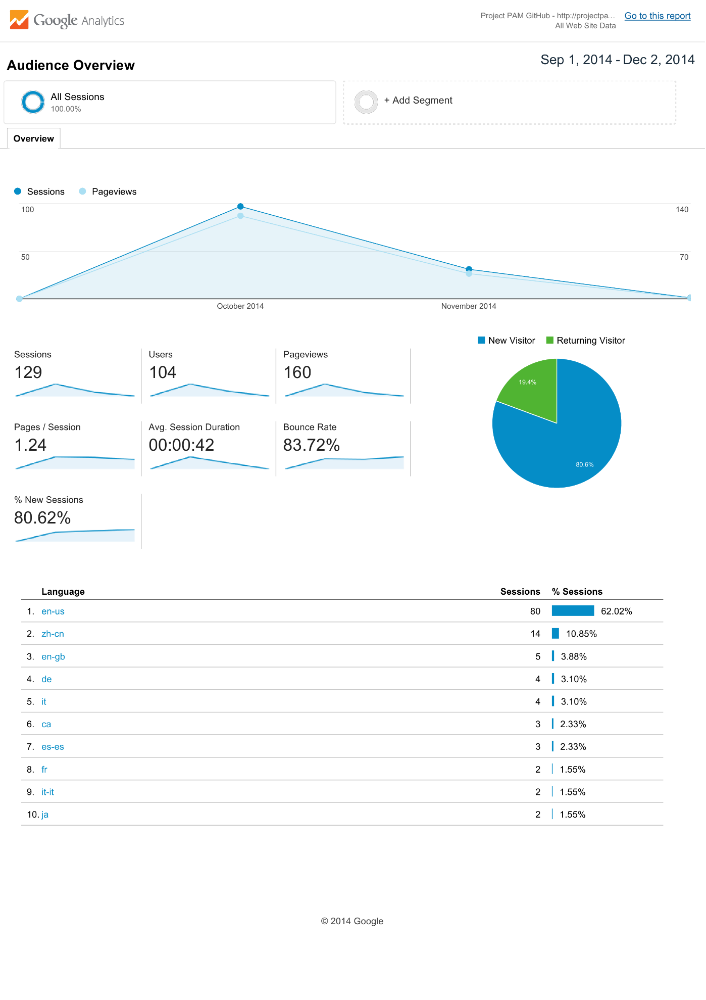 Google Analytics
Project PAM GitHub - http://projectpa...
Go to this report
All Web Site Data
Audience Overview
Sep 1, 2014 - Dec 2, 2014
All Sessions
100.00%
+ Add Segment
Overview
Sessions
Pageviews
100
140
50
70
October 2014
November 2014
New Visitor
Returning Visitor
19.4%
80.6%
Sessions
129
Users
104
Pageviews
160
Pages / Session
1.24
Avg. Session Duration
00:00:42
Bounce Rate
83.72%
% New Sessions
80.62%
Language Sessions % Sessions
1. en-us 80 62.02%
2. zh-cn 14 10.85%
3. en-gb 5 3.88%
4. de 4 3.10%
5. it 4 3.10%
6. ca 3 2.33%
7. es-es 3 2.33%
8. fr 2 1.55%
9. it-it 2 1.55%
10. ja 2 1.55%
© 2014 Google